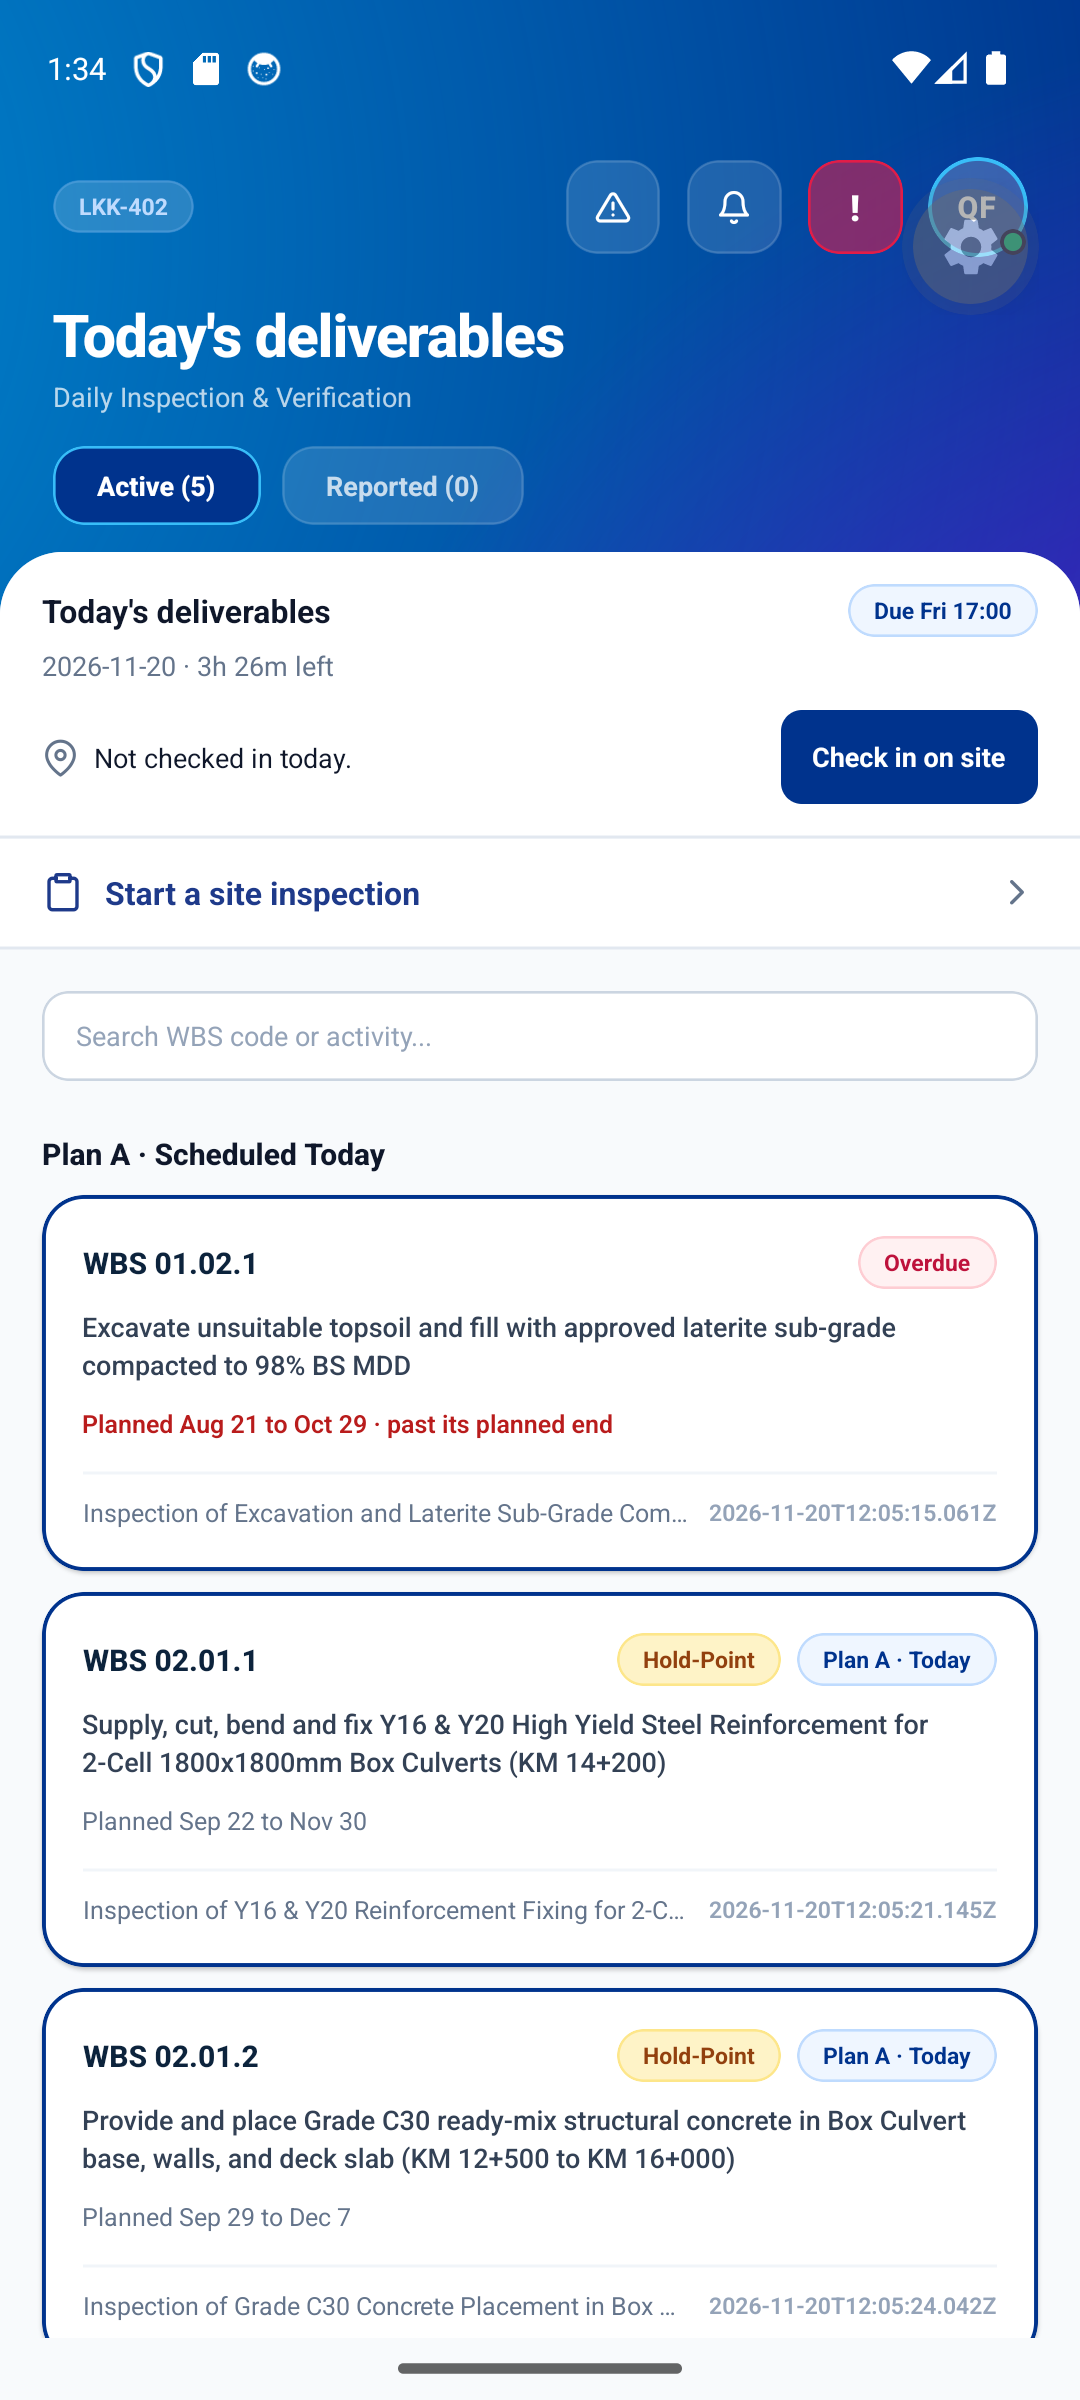 1:34
LKK-402
!
QF
Today's deliverables
Daily Inspection & Verification
Active (5)
Reported (0)
Today's deliverables
Due Fri 17:00
2026-11-20 · 3h 26m left
Not checked in today.
Check in on site
Start a site inspection
Search WBS code or activity...
Plan A · Scheduled Today
WBS 01.02.1
Overdue
Excavate unsuitable topsoil and fill with approved laterite sub-grade
compacted to 98% BS MDD
Planned Aug 21 to Oct 29 · past its planned end
Inspection of Excavation and Laterite Sub-Grade Com...
2026-11-20T12:05:15.061Z
WBS 02.01.1
Hold-Point
Plan A · Today
Supply, cut, bend and fix Y16 & Y20 High Yield Steel Reinforcement for
2-Cell 1800x1800mm Box Culverts (KM 14+200)
Planned Sep 22 to Nov 30
Inspection of Y16 & Y20 Reinforcement Fixing for 2-C...
2026-11-20T12:05:21.145Z
WBS 02.01.2
Hold-Point
Plan A · Today
Provide and place Grade C30 ready-mix structural concrete in Box Culvert
base, walls, and deck slab (KM 12+500 to KM 16+000)
Planned Sep 29 to Dec 7
Inspection of Grade C30 Concrete Placement in Box ...
2026-11-20T12:05:24.042Z